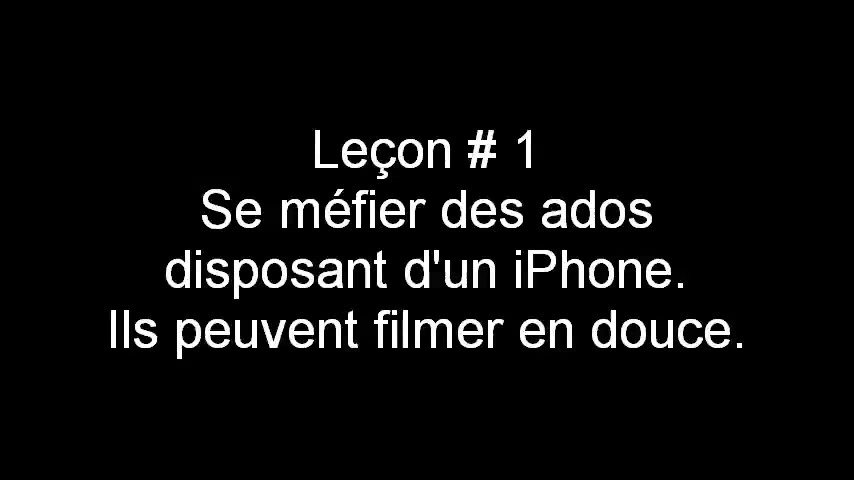 Leçon # 1
Se méfier des ados
disposant d'un iPhone.
Ils peuvent filmer en douce.